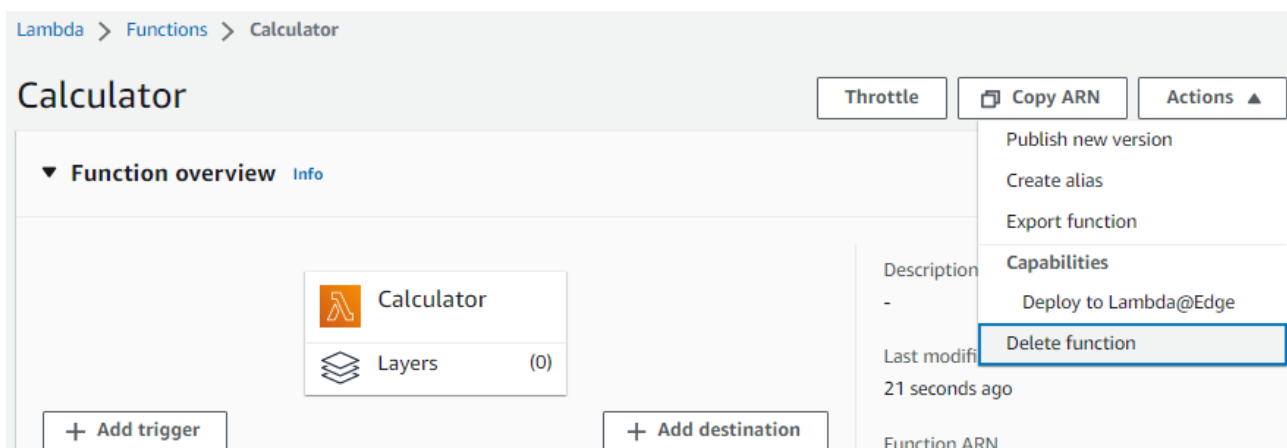 Lambda > Functions > Calculator
Calculator
Throttle
Copy ARN
Actions
Publish new version
Create alias
Export function
Capabilities
Deploy to Lambda@Edge
Delete function
Function overview Info
Calculator
Layers (0)
+ Add trigger
+ Add destination
Description
-
Last modifi
21 seconds ago
Function ARN